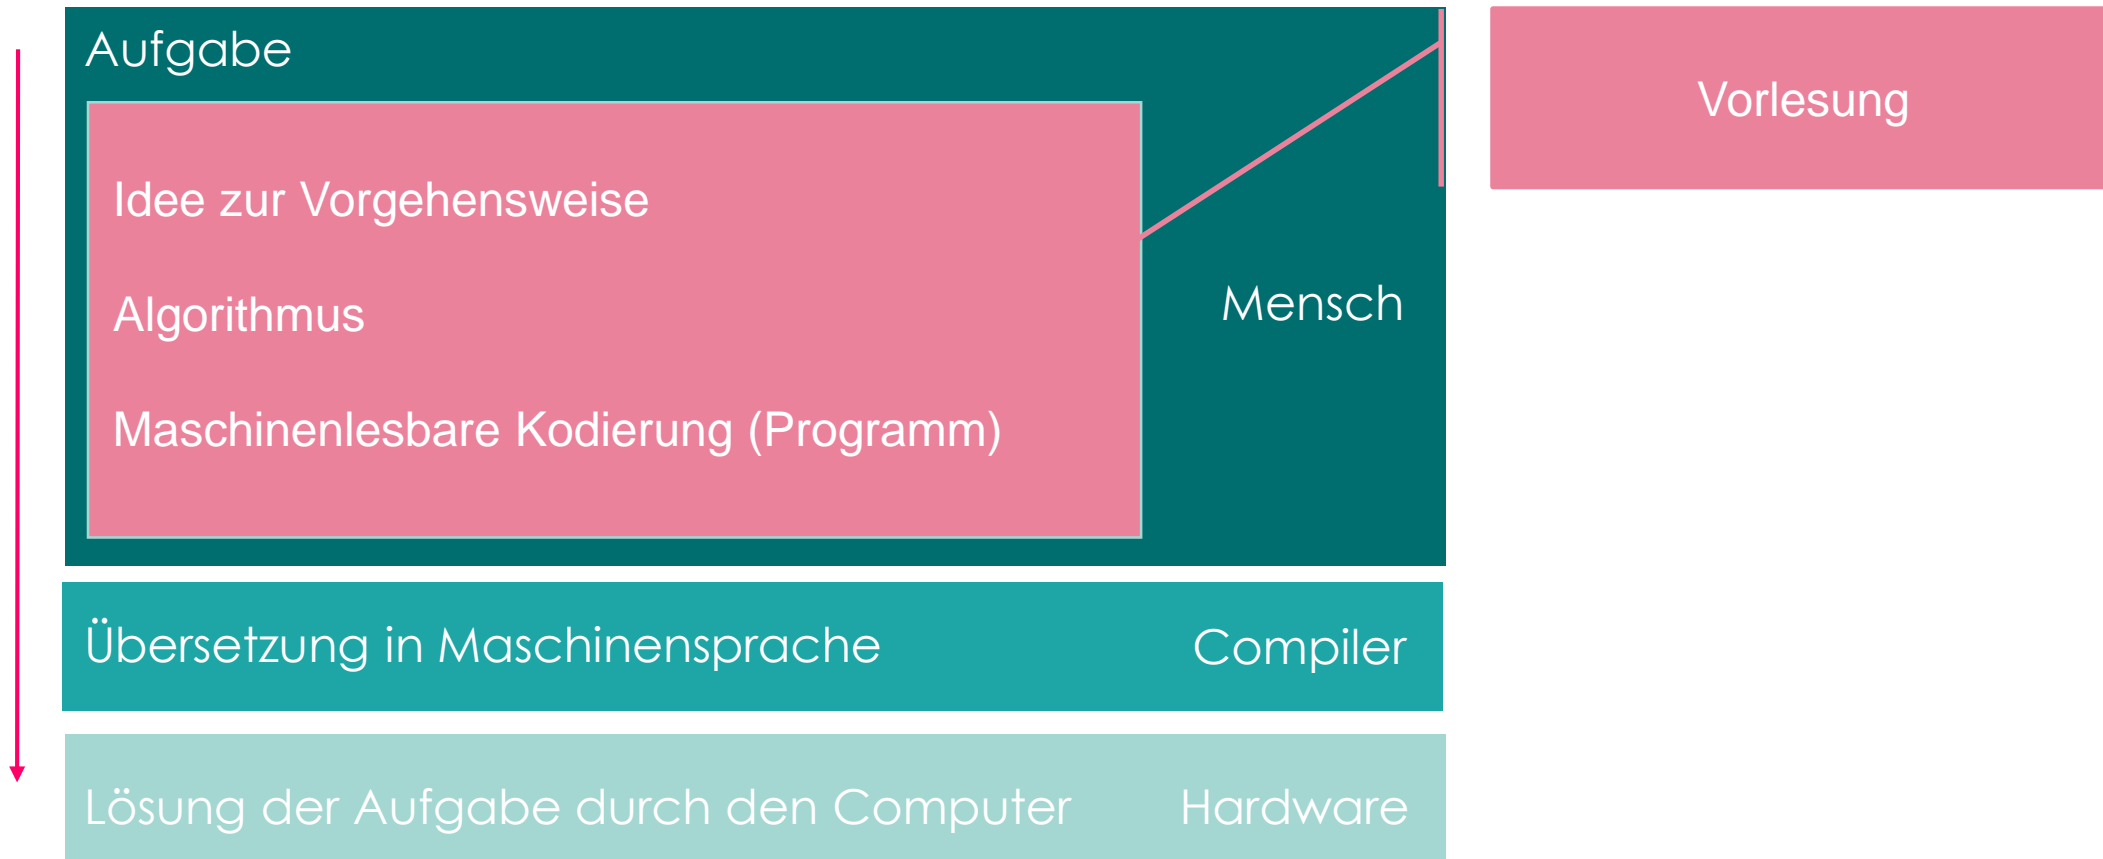 Aufgabe
Vorlesung
Idee zur Vorgehensweise
Algorithmus
Mensch
Maschinenlesbare Kodierung (Programm)
Übersetzung in Maschinensprache
Compiler
Lösung der Aufgabe durch den Computer
Hardware